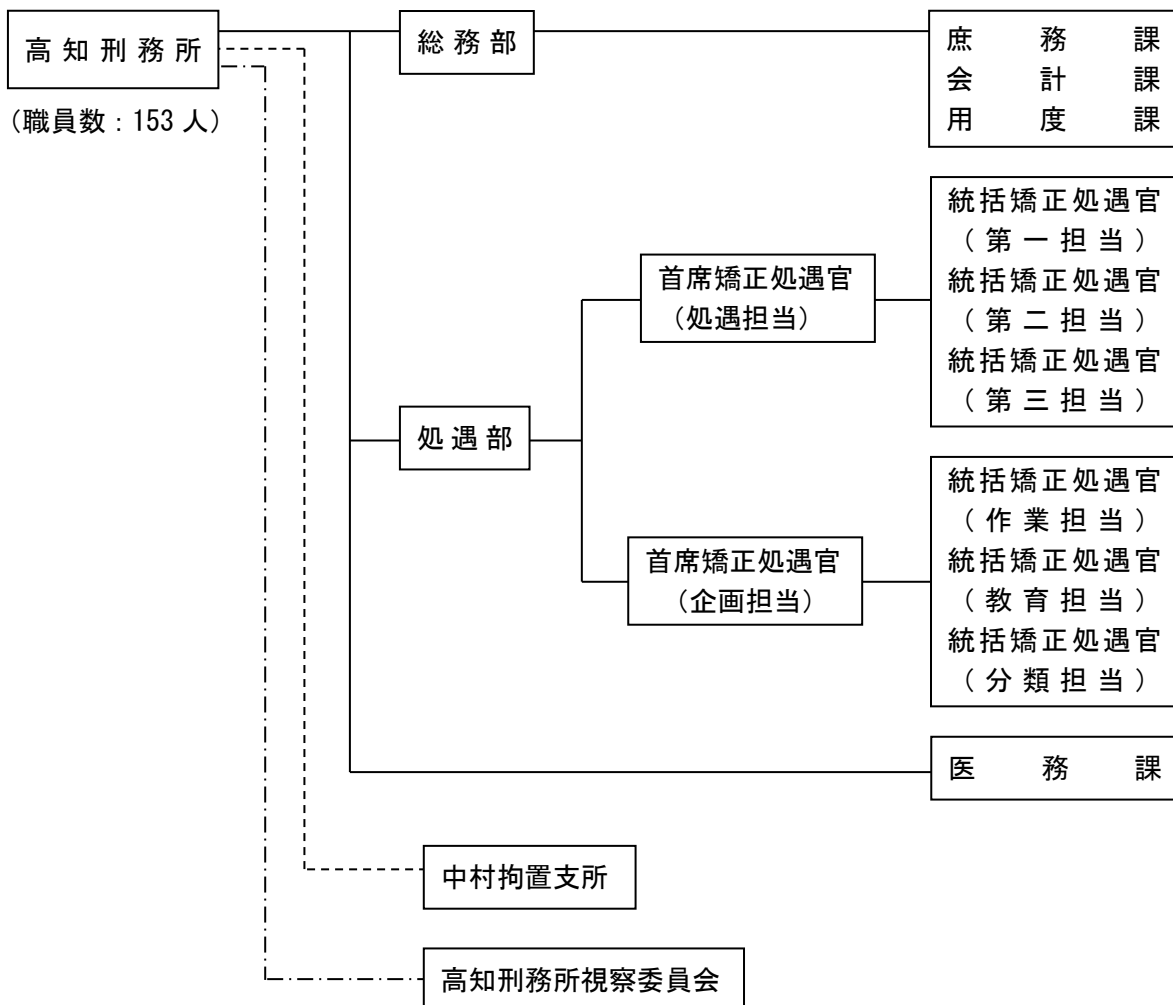 高知刑務所
(職員数：153人)
総務部
庶務課
会計課
用度課
処遇部
首席矯正処遇官
(処遇担当)
統括矯正処遇官
(第一担当)
統括矯正処遇官
(第二担当)
統括矯正処遇官
(第三担当)
首席矯正処遇官
(企画担当)
統括矯正処遇官
(作業担当)
統括矯正処遇官
(教育担当)
統括矯正処遇官
(分類担当)
医務課
中村拘置支所
高知刑務所視察委員会